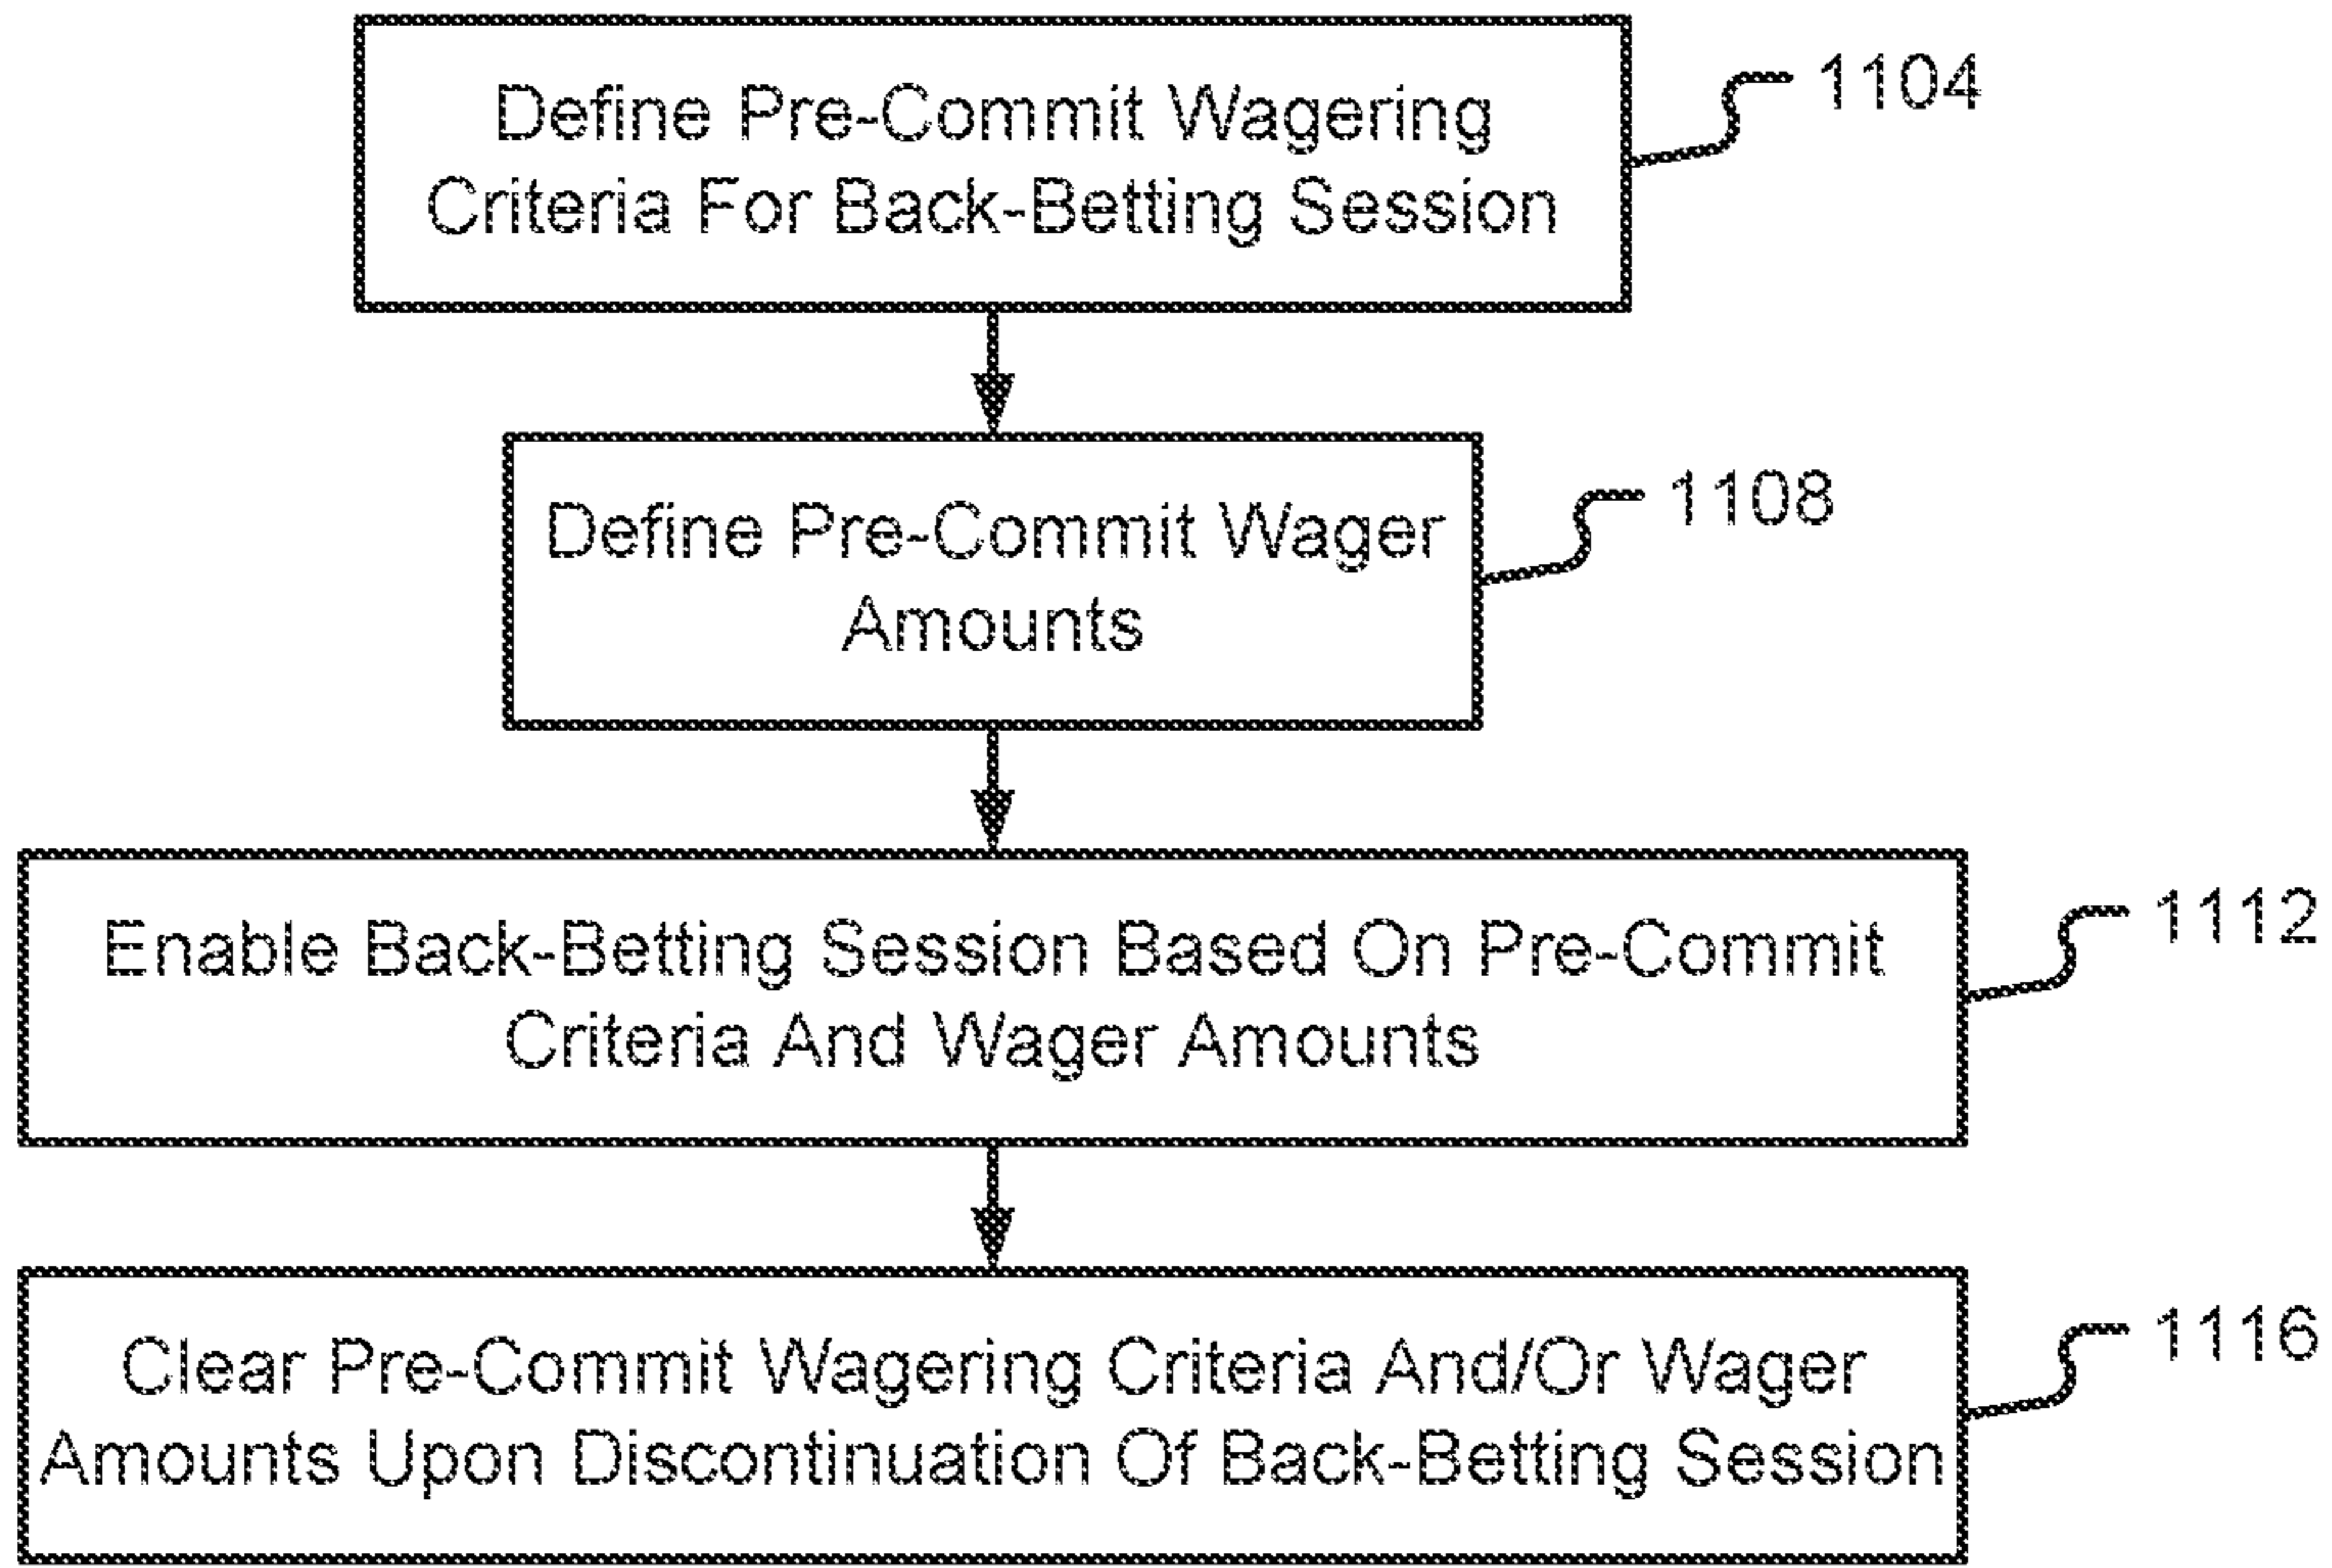 Define Pre-Commit Wagering
Criteria For Back-Betting Session
1104
Define Pre-Commit Wager
Amounts
1108
Enable Back-Betting Session Based On Pre-Commit
Criteria And Wager Amounts
1112
Clear Pre-Commit Wagering Criteria And/Or Wager
Amounts Upon Discontinuation Of Back-Betting Session
1116